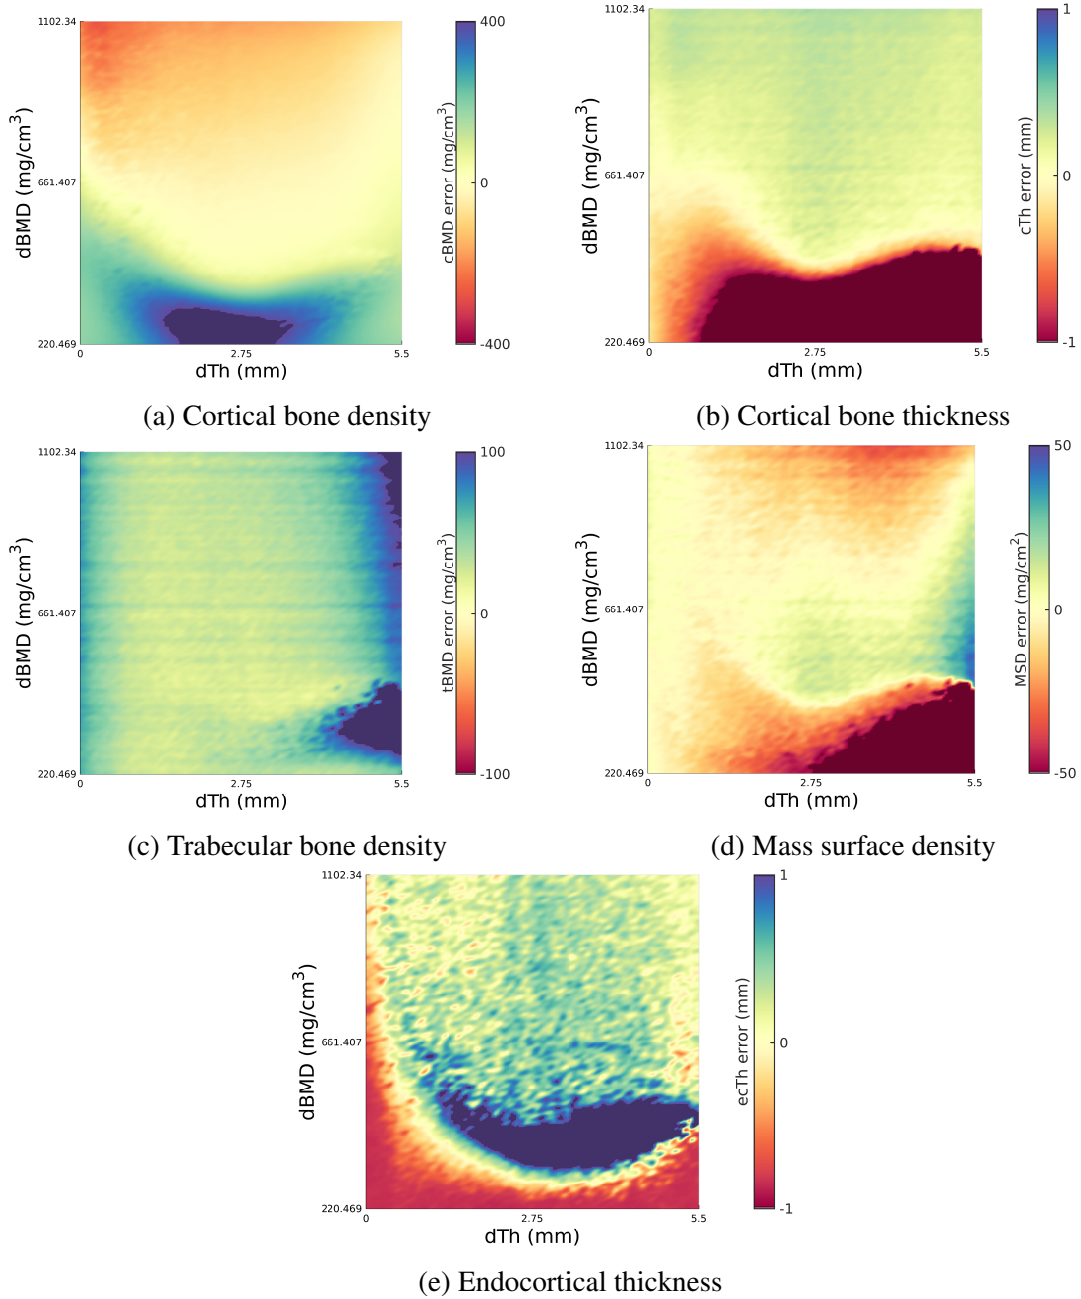 1102.34
661.407
220.469
dBMD (mg/cm³)
0
2.75
5.5
dTh (mm)
400
0
-400
cBMD error (mg/cm³)
(a) Cortical bone density
1102.34
661.407
220.469
dBMD (mg/cm³)
0
2.75
5.5
dTh (mm)
1
0
-1
cTh error (mm)
(b) Cortical bone thickness
1102.34
661.407
220.469
dBMD (mg/cm³)
0
2.75
5.5
dTh (mm)
100
0
-100
tBMD error (mg/cm³)
(c) Trabecular bone density
1102.34
661.407
220.469
dBMD (mg/cm³)
0
2.75
5.5
dTh (mm)
50
0
-50
MSD error (mg/cm²)
(d) Mass surface density
1102.34
661.407
220.469
dBMD (mg/cm³)
0
2.75
5.5
dTh (mm)
1
0
-1
ecTh error (mm)
(e) Endocortical thickness